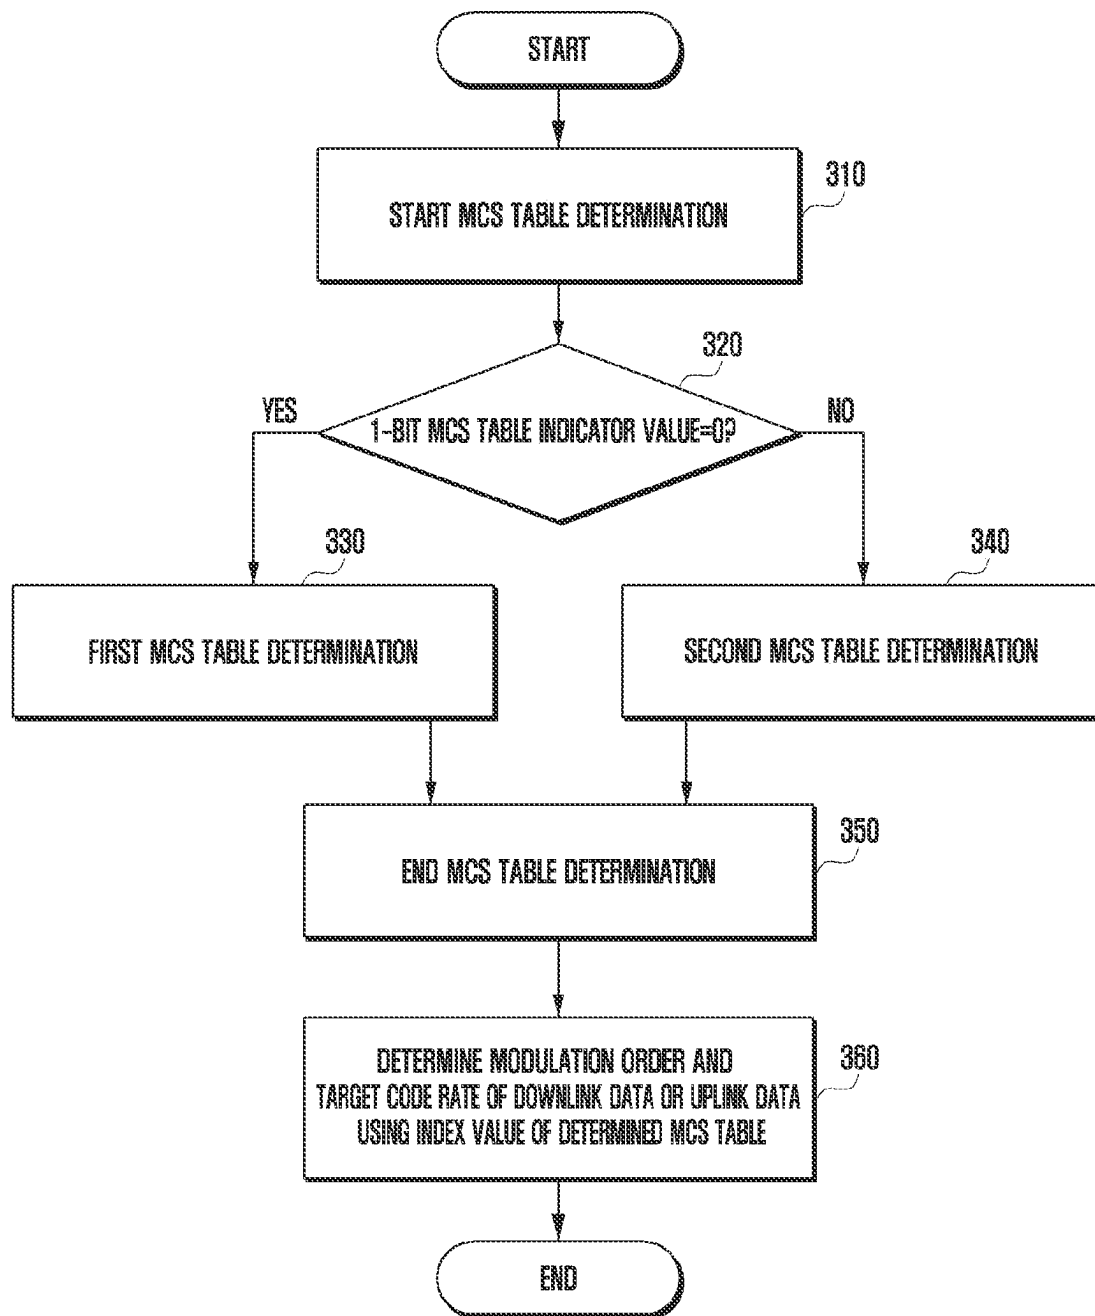 START
310
START MCS TABLE DETERMINATION
320
YES
NO
1-BIT MCS TABLE INDICATOR VALUE=0?
330
340
FIRST MCS TABLE DETERMINATION
SECOND MCS TABLE DETERMINATION
350
END MCS TABLE DETERMINATION
360
DETERMINE MODULATION ORDER AND
TARGET CODE RATE OF DOWNLINK DATA OR UPLINK DATA
USING INDEX VALUE OF DETERMINED MCS TABLE
END